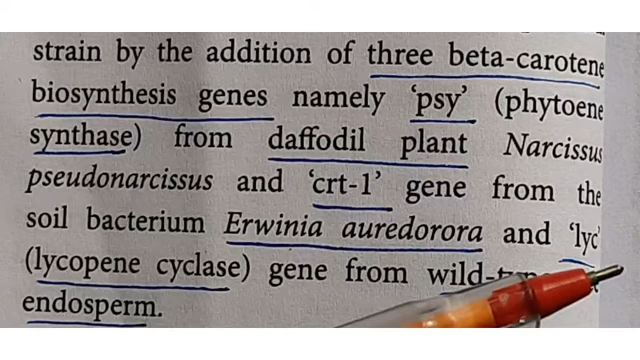 strain by the addition of three beta-carotene
biosynthesis genes namely ‘psy’ (phytoene
synthase) from daffodil plant Narcissus
pseudonarcissus and ‘crt-1’ gene from the
soil bacterium Erwinia auredorora and ‘lyc’
(lycopene cyclase) gene from
endosperm.